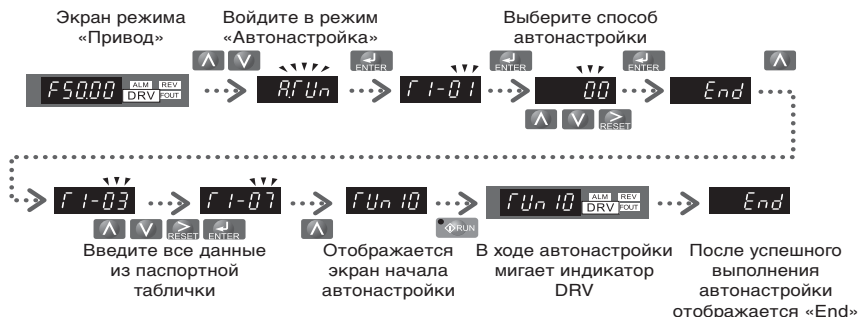 Экран режима
«Привод»
Войдите в режим
«Автонастройка»
Выберите способ
автонастройки
F50.00 ALM REV
DRV FOUT
A.TUn
ENTER
T1-01
ENTER
00
RESET
ENTER
End
T1-03
RESET ENTER
T1-07
TUn10
RUN
TUn10 ALM REV
DRV FOUT
End
Введите все данные
из паспортной
таблички
Отображается
экран начала
автонастройки
В ходе автонастройки
мигает индикатор
DRV
После успешного
выполнения
автонастройки
отображается «End»